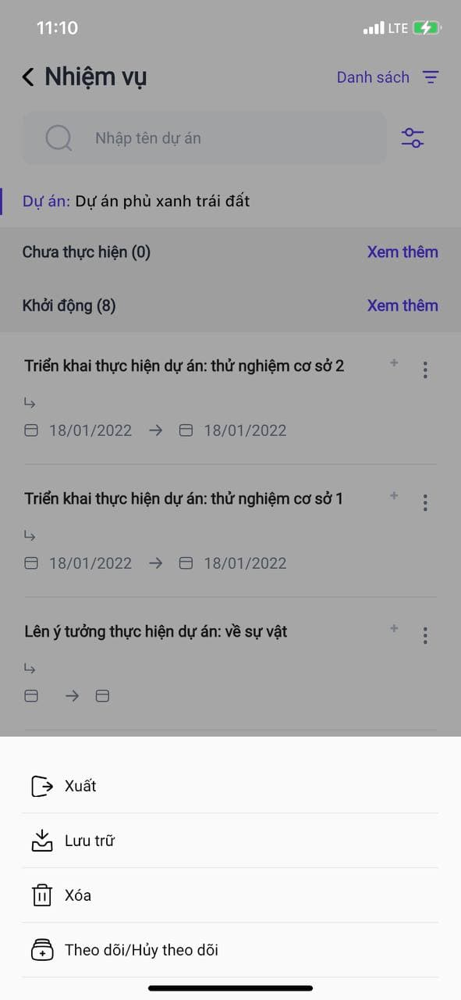 11:10
LTE
Nhiệm vụ
Danh sách
Nhập tên dự án
Dự án: Dự án phủ xanh trái đất
Chưa thực hiện (0)
Xem thêm
Khởi động (8)
Xem thêm
Triển khai thực hiện dự án: thử nghiệm cơ sở 2
18/01/2022
18/01/2022
Triển khai thực hiện dự án: thử nghiệm cơ sở 1
18/01/2022
18/01/2022
Lên ý tưởng thực hiện dự án: về sự vật
Xuất
Lưu trữ
Xóa
Theo dõi/Hủy theo dõi